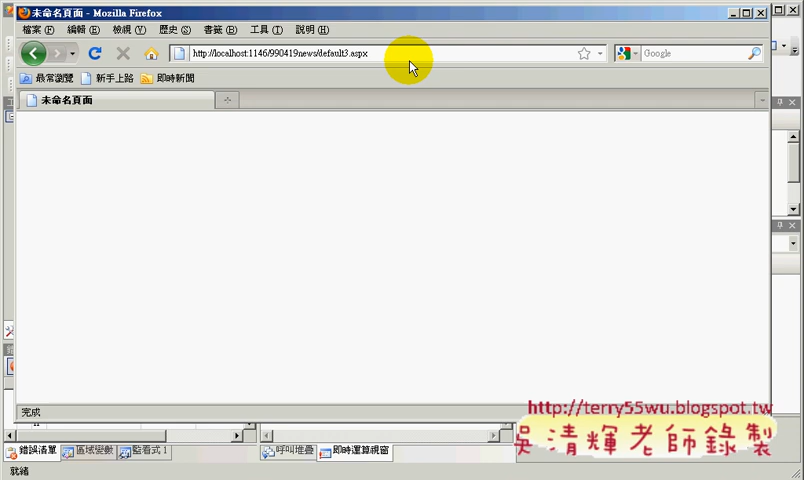 未命名頁面 - Mozilla Firefox
檔案(F) 編輯(E) 檢視(V) 歷史(S) 書籤(B) 工具(T) 說明(H)
http://localhost:1146/990419news/default3.aspx
Google
最常瀏覽 新手上路 即時新聞
未命名頁面
完成
http://terry55wu.blogspot.tw
吳清輝老師錄製
錯誤清單 區域變數 監看式 1 呼叫堆疊 即時運算視窗
就緒